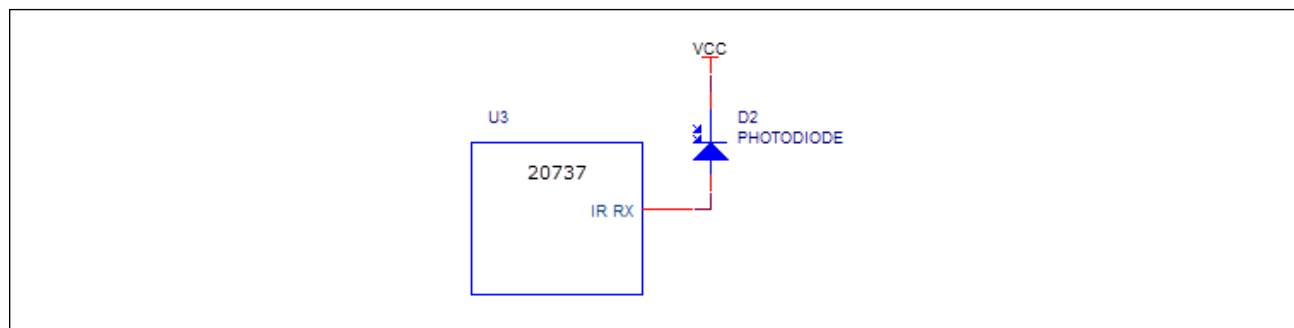 VCC
U3
D2
PHOTODIODE
20737
IR RX